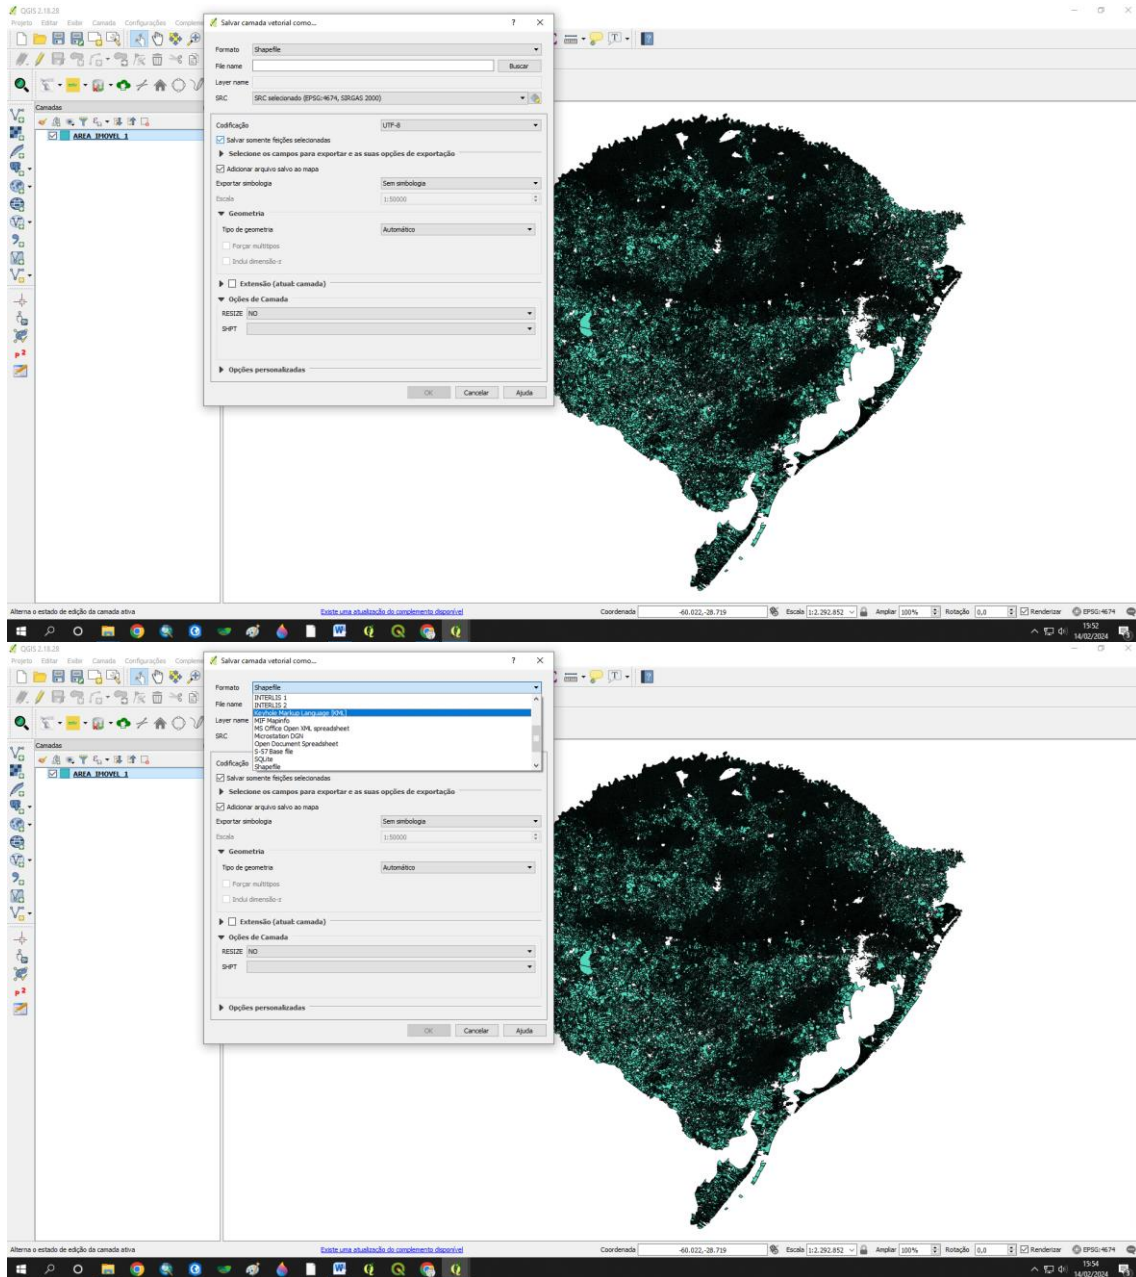 QGIS 2.18.28
Projeto Editar Exibir Camada Configurações Complemen
Salvar camada vetorial como...
Formato Shapefile
File name Buscar
Layer name
SRC SRC selecionado (EPSG:4674, SIRGAS 2000)
Codificação UTF-8
Salvar somente feições selecionadas
Selecione os campos para exportar e as suas opções de exportação
Adicionar arquivo salvo ao mapa
Exportar simbologia Sem simbologia
Escala 1:50000
Geometria
Tipo de geometria Automático
Forçar multitipos
Inclui dimensão-z
Extensão (atual: camada)
Oções de Camada
RESIZE NO
SHPT
Opções personalizadas
OK Cancelar Ajuda
Camadas
AREA_IMOVEL_1
Alterna o estado de edição da camada ativa
Existe uma atualização do complemento disponível
Coordenada -60.022,-28.719 Escala 1:2.292.852 Ampliar 100% Rotação 0,0 Renderizar EPSG:4674
15:52
14/02/2024
QGIS 2.18.28
Projeto Editar Exibir Camada Configurações Complemen
Salvar camada vetorial como...
Formato Shapefile
File name
Layer name
SRC
INTERLIS 1
INTERLIS 2
Keyhole Markup Language [KML]
MIF Mapinfo
MS Office Open XML spreadsheet
Microstation DGN
Open Document Spreadsheet
S-57 Base file
SQLite
Shapefile
Codificação
Salvar somente feições selecionadas
Selecione os campos para exportar e as suas opções de exportação
Adicionar arquivo salvo ao mapa
Exportar simbologia Sem simbologia
Escala 1:50000
Geometria
Tipo de geometria Automático
Forçar multitipos
Inclui dimensão-z
Extensão (atual: camada)
Oções de Camada
RESIZE NO
SHPT
Opções personalizadas
OK Cancelar Ajuda
Camadas
AREA_IMOVEL_1
Alterna o estado de edição da camada ativa
Existe uma atualização do complemento disponível
Coordenada -60.022,-28.719 Escala 1:2.292.852 Ampliar 100% Rotação 0,0 Renderizar EPSG:4674
15:54
14/02/2024